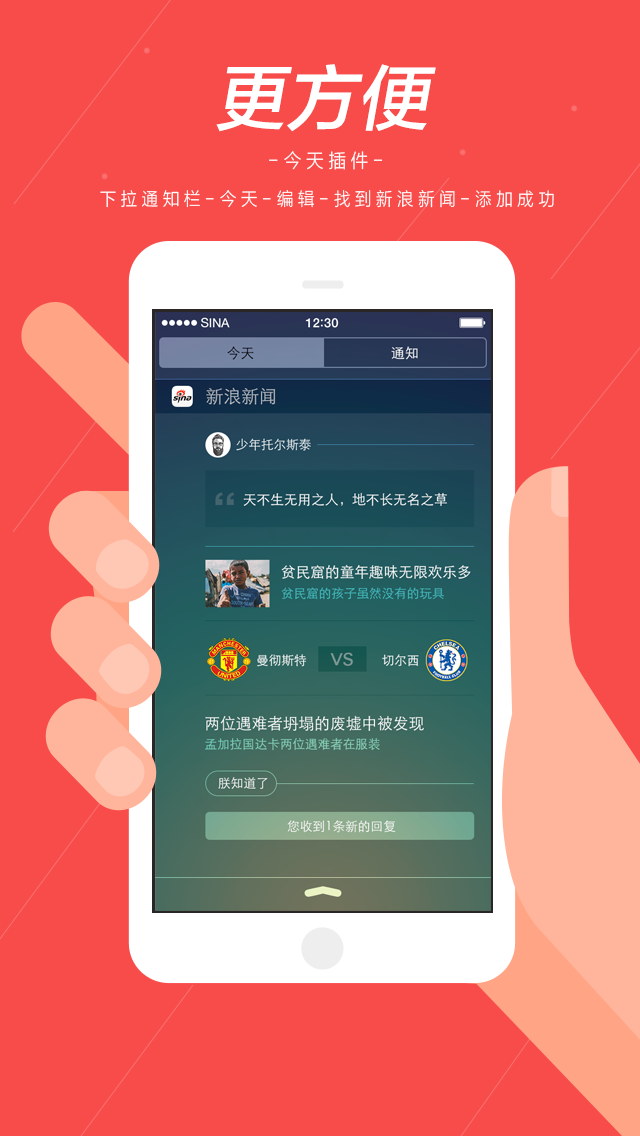 更方便
-今天插件-
下拉通知栏-今天-编辑-找到新浪新闻-添加成功
SINA 12:30
今天 通知
sina 新浪新闻
少年托尔斯泰
“ 天不生无用之人，地不长无名之草
贫民窟的童年趣味无限欢乐多
贫民窟的孩子虽然没有的玩具
MANCHESTER UNITED 曼彻斯特 VS 切尔西 CHELSEA FOOTBALL CLUB
两位遇难者坍塌的废墟中被发现
孟加拉国达卡两位遇难者在服装
朕知道了
您收到1条新的回复